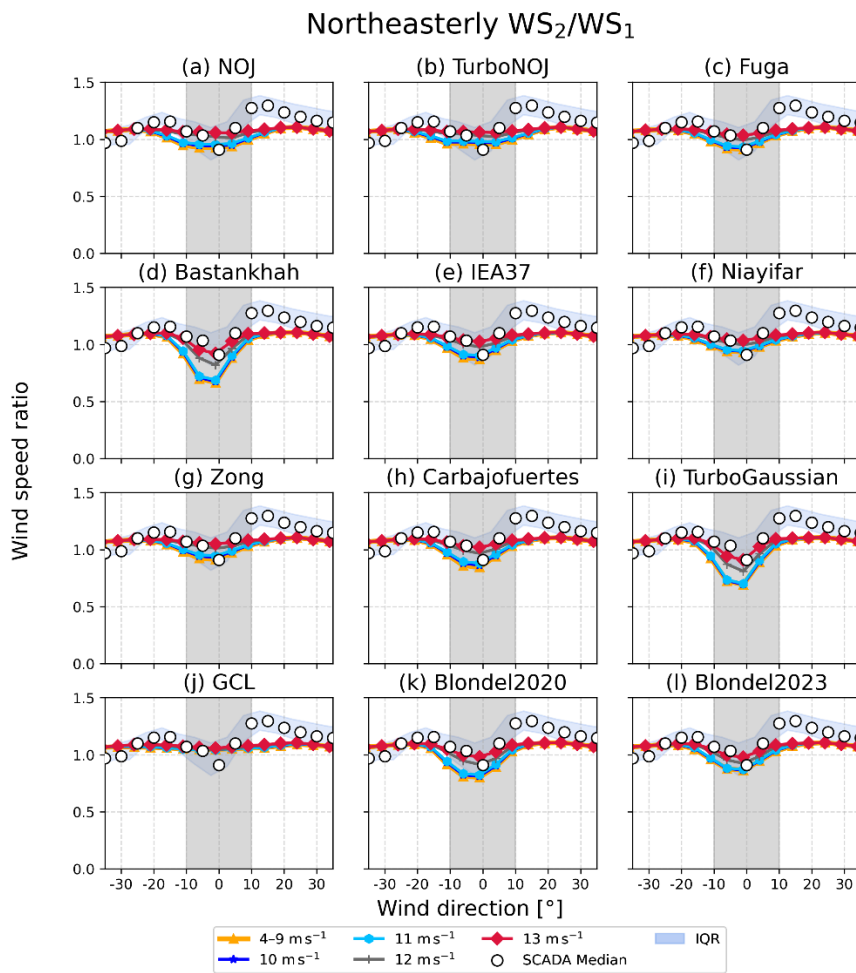 Northeasterly WS₂/WS₁
(a) NOJ (b) TurboNOJ (c) Fuga
1.5
1.0
0.5
0.0
(d) Bastankhah (e) IEA37 (f) Niayifar
1.5
1.0
0.5
0.0
(g) Zong (h) Carbajofuertes (i) TurboGaussian
1.5
1.0
0.5
0.0
(j) GCL (k) Blondel2020 (l) Blondel2023
1.5
1.0
0.5
0.0
Wind speed ratio
-30 -20 -10 0 10 20 30 -30 -20 -10 0 10 20 30 -30 -20 -10 0 10 20 30
Wind direction [°]
4–9 m s⁻¹ 11 m s⁻¹ 13 m s⁻¹ IQR
10 m s⁻¹ 12 m s⁻¹ SCADA Median